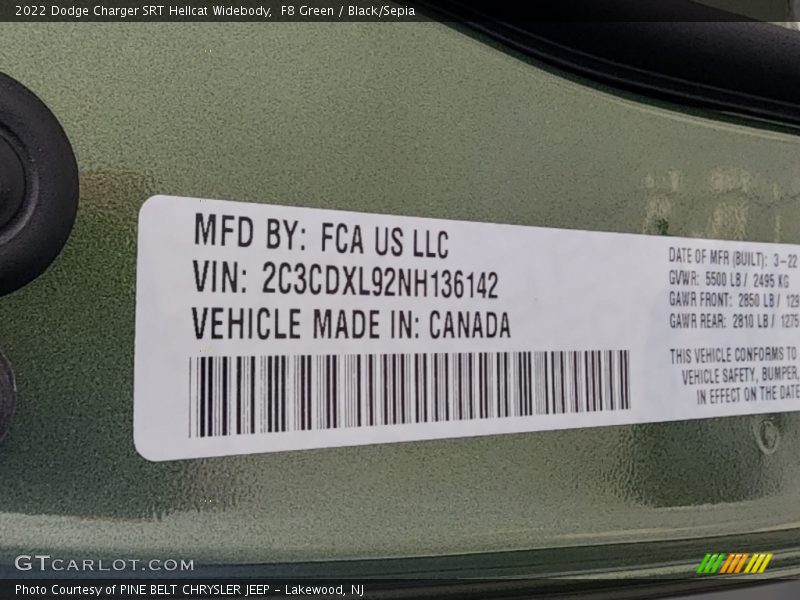 2022 Dodge Charger SRT Hellcat Widebody,  F8 Green / Black/Sepia
MFD BY: FCA US LLC
VIN: 2C3CDXL92NH136142
VEHICLE MADE IN: CANADA
DATE OF MFR (BUILT): 3-22
GVWR: 5500 LB / 2495 KG
GAWR FRONT: 2850 LB / 129
GAWR REAR: 2810 LB / 1275
THIS VEHICLE CONFORMS TO
VEHICLE SAFETY, BUMPER,
IN EFFECT ON THE DATE
GTCARLOT.COM
Photo Courtesy of PINE BELT CHRYSLER JEEP - Lakewood, NJ